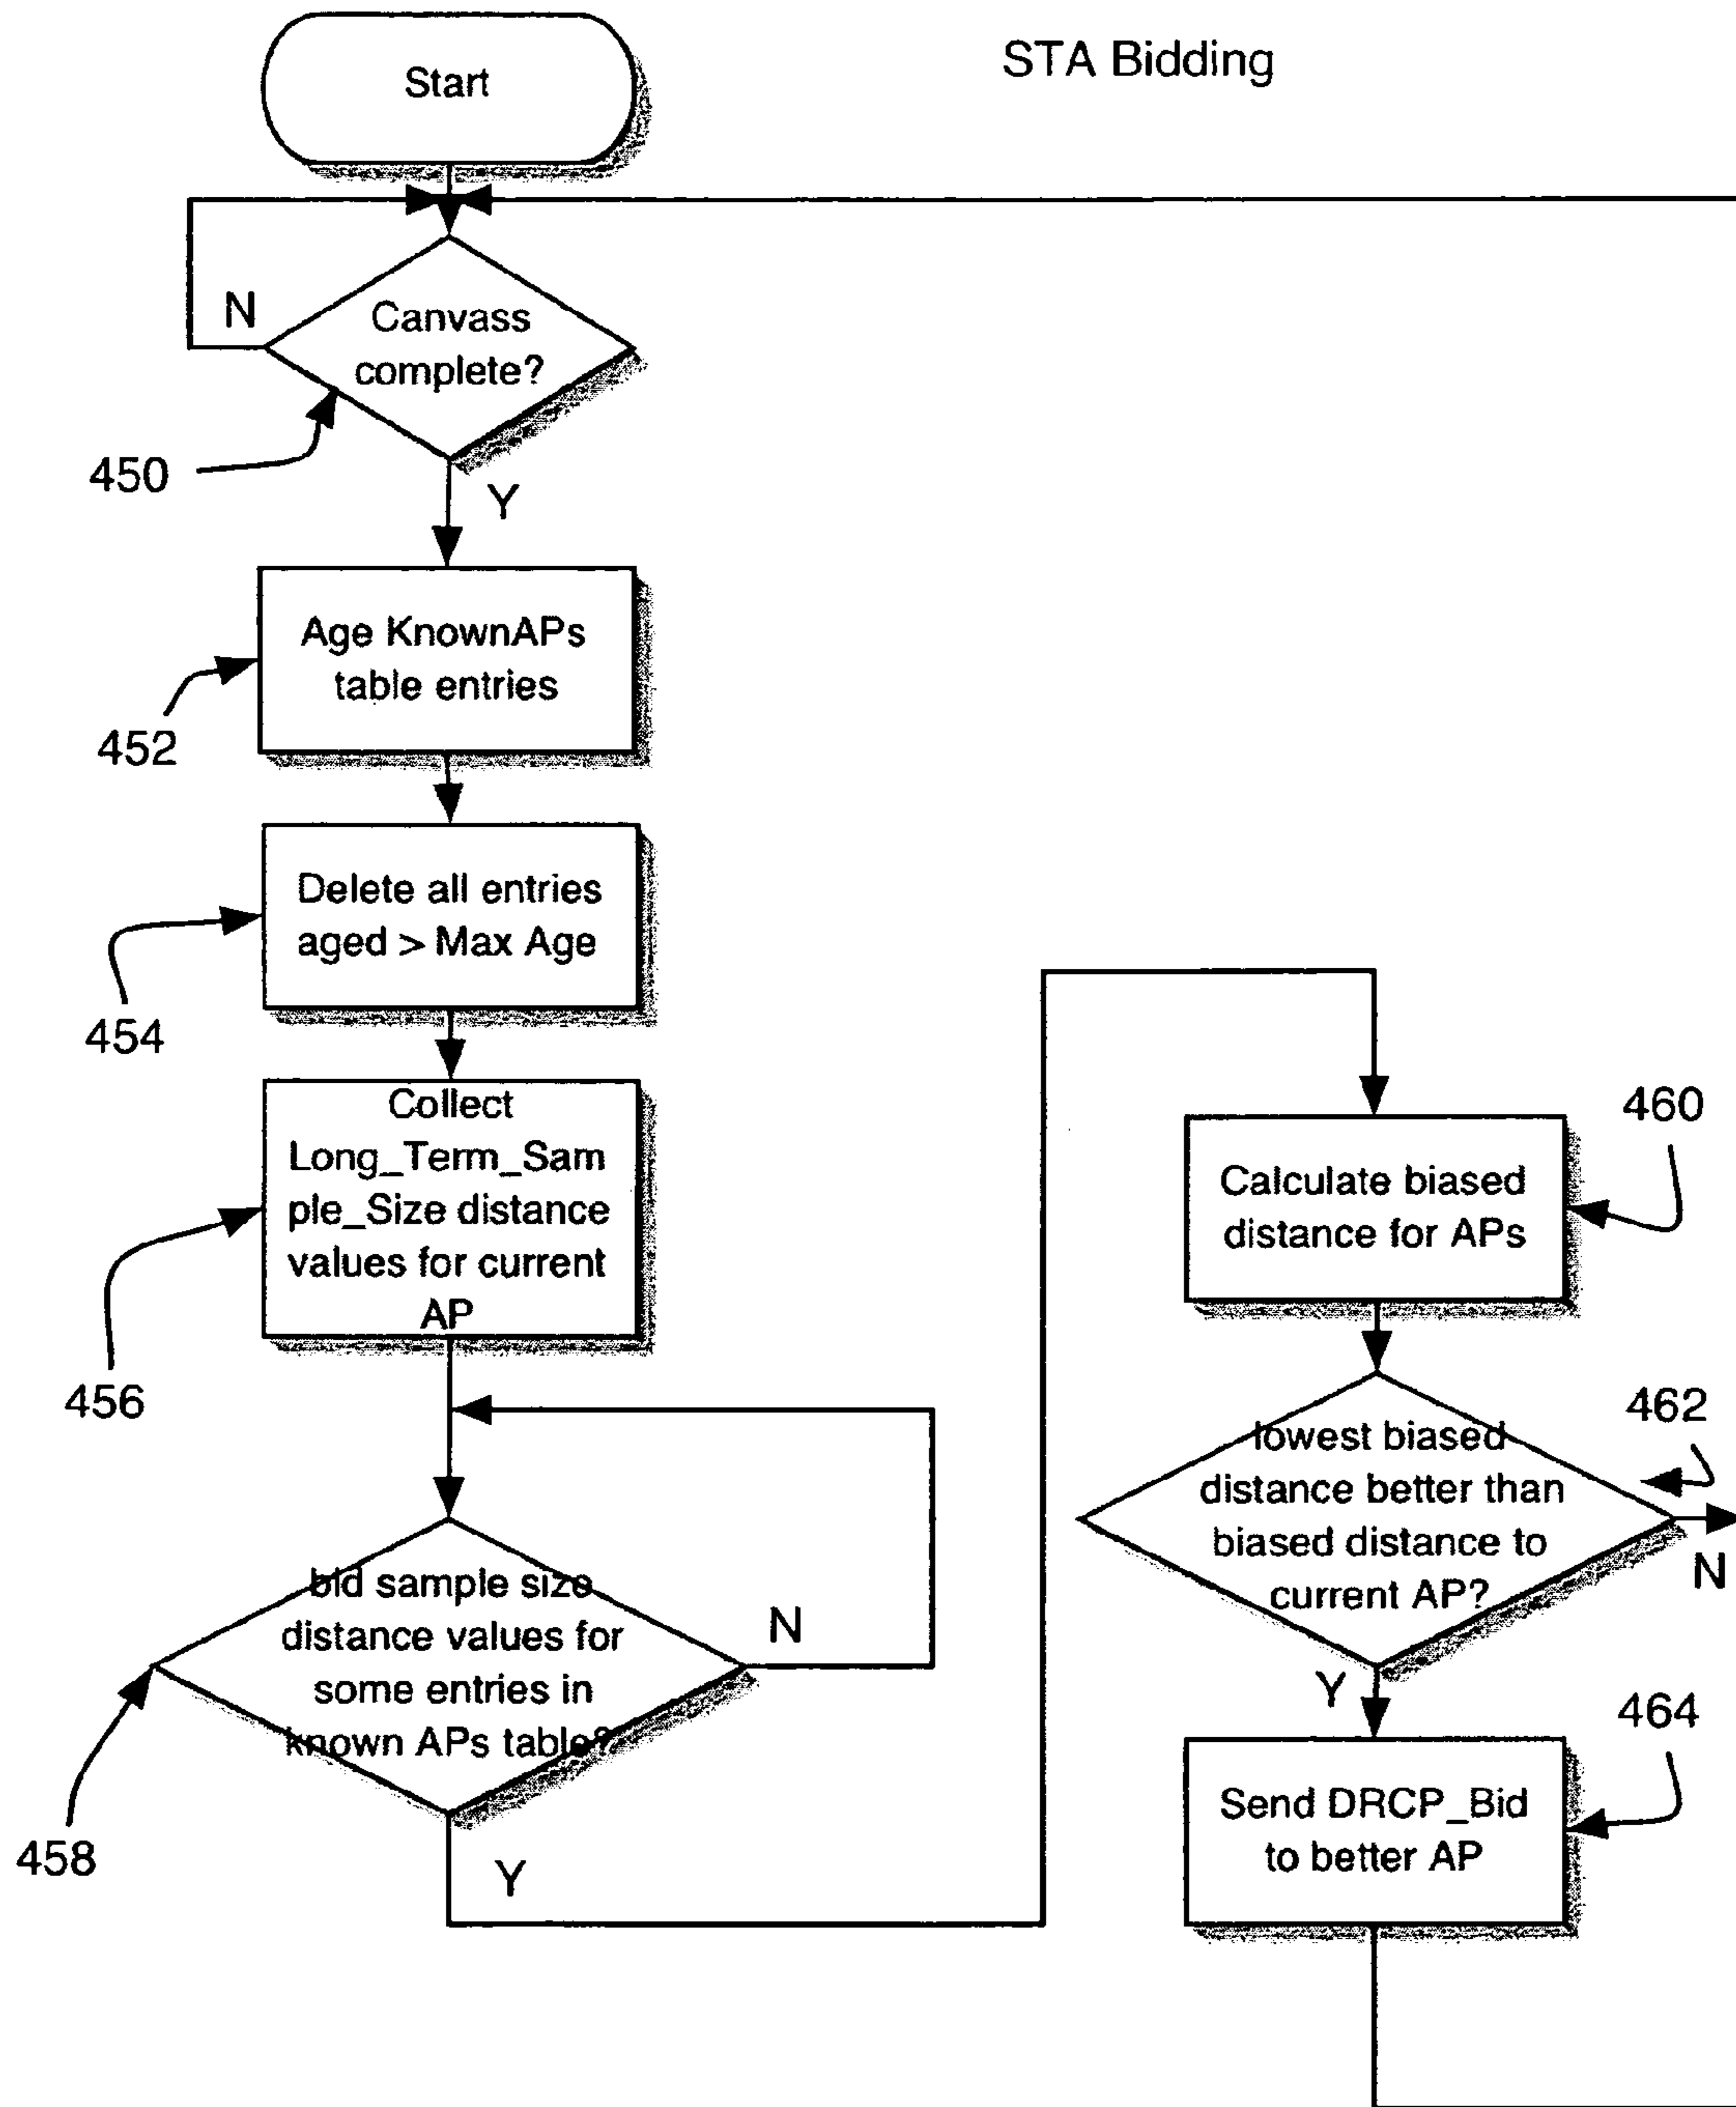 Start
STA Bidding
N
Canvass
complete?
450
Y
Age KnownAPs
table entries
452
Delete all entries
aged > Max Age
454
Collect
Long_Term_Sam
ple_Size distance
values for current
AP
456
bid sample size
distance values for
some entries in
known APs table?
N
458
Y
460
Calculate biased
distance for APs
462
lowest biased
distance better than
biased distance to
current AP?
N
Y
464
Send DRCP_Bid
to better AP